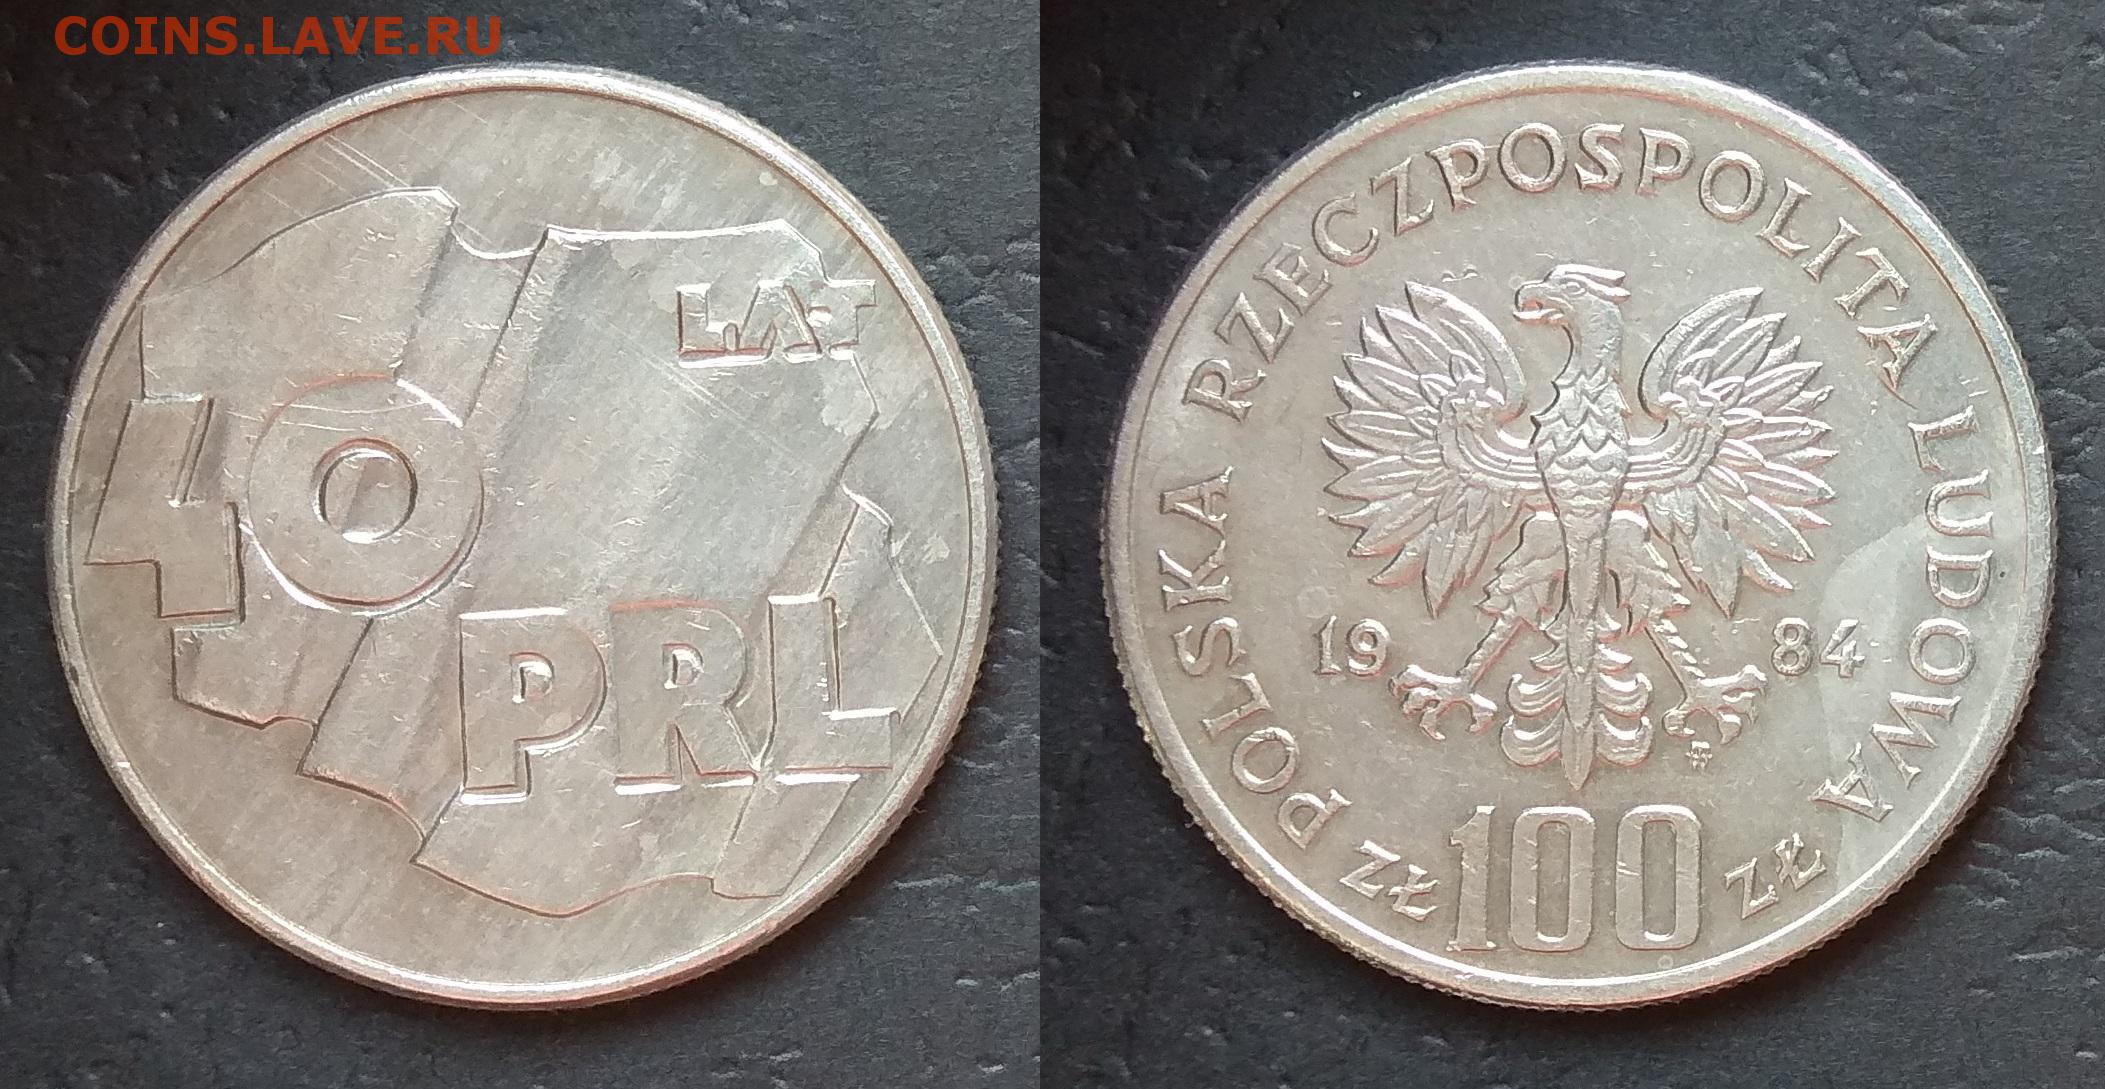 COINS.LAVE.RU
LAT
40
PRL
POLSKA RZECZPOSPOLITA LUDOWA
19 84
ZŁ 100 ZŁ